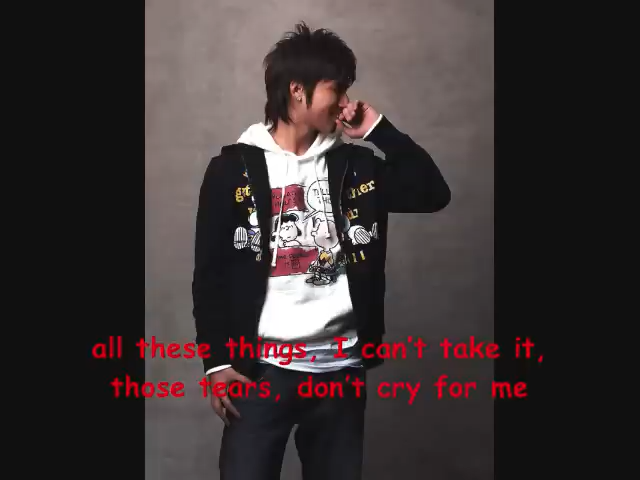 all these things, I can't take it,
those tears, don't cry for me